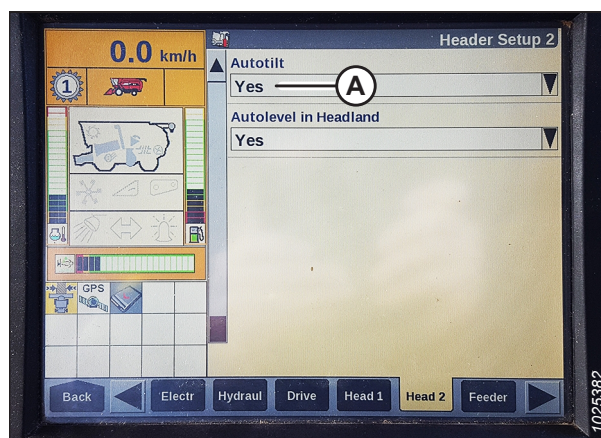 0.0 km/h
Header Setup 2
1
Autotilt
Yes
A
Autolevel in Headland
Yes
GPS
Back
Electr
Hydraul
Drive
Head 1
Head 2
Feeder
1025382